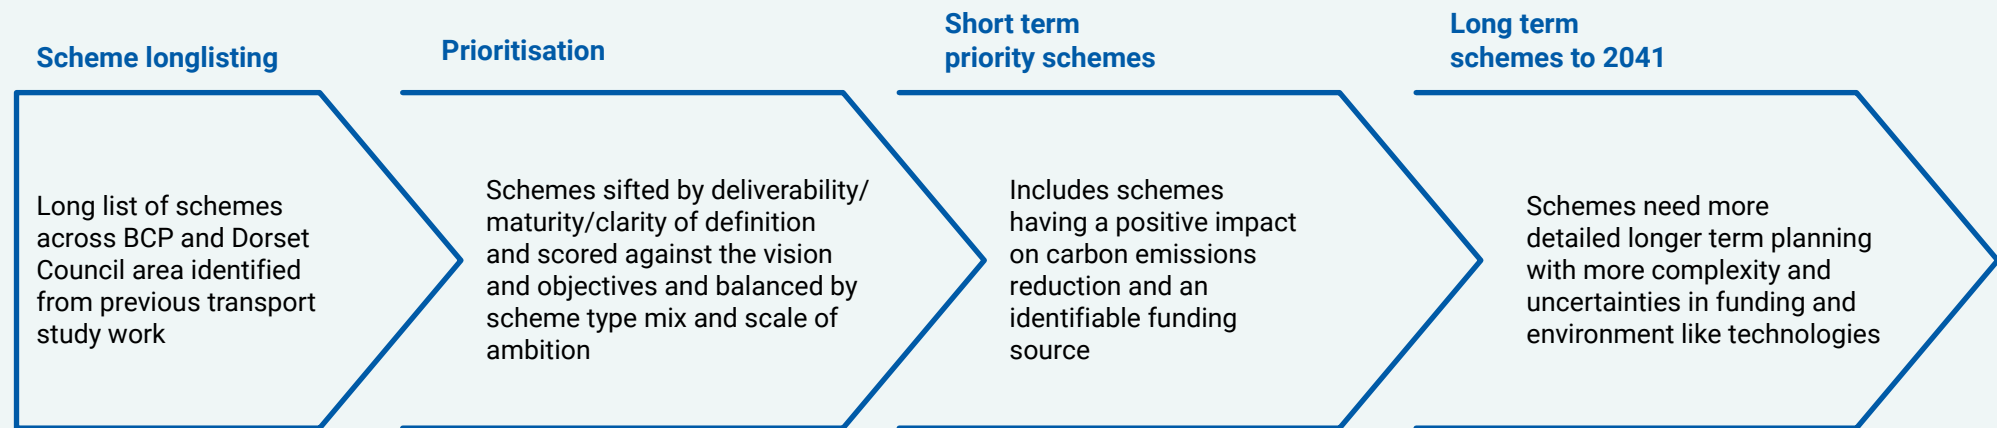 Scheme longlisting
Long list of schemes
across BCP and Dorset
Council area identified
from previous transport
study work
Prioritisation
Schemes sifted by deliverability/
maturity/clarity of definition
and scored against the vision
and objectives and balanced by
scheme type mix and scale of
ambition
Short term
priority schemes
Includes schemes
having a positive impact
on carbon emissions
reduction and an
identifiable funding
source
Long term
schemes to 2041
Schemes need more
detailed longer term planning
with more complexity and
uncertainties in funding and
environment like technologies